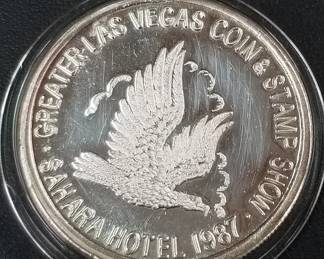 · GREATER LAS VEGAS COIN & STAMP SHOW ·
SAHARA HOTEL 1987